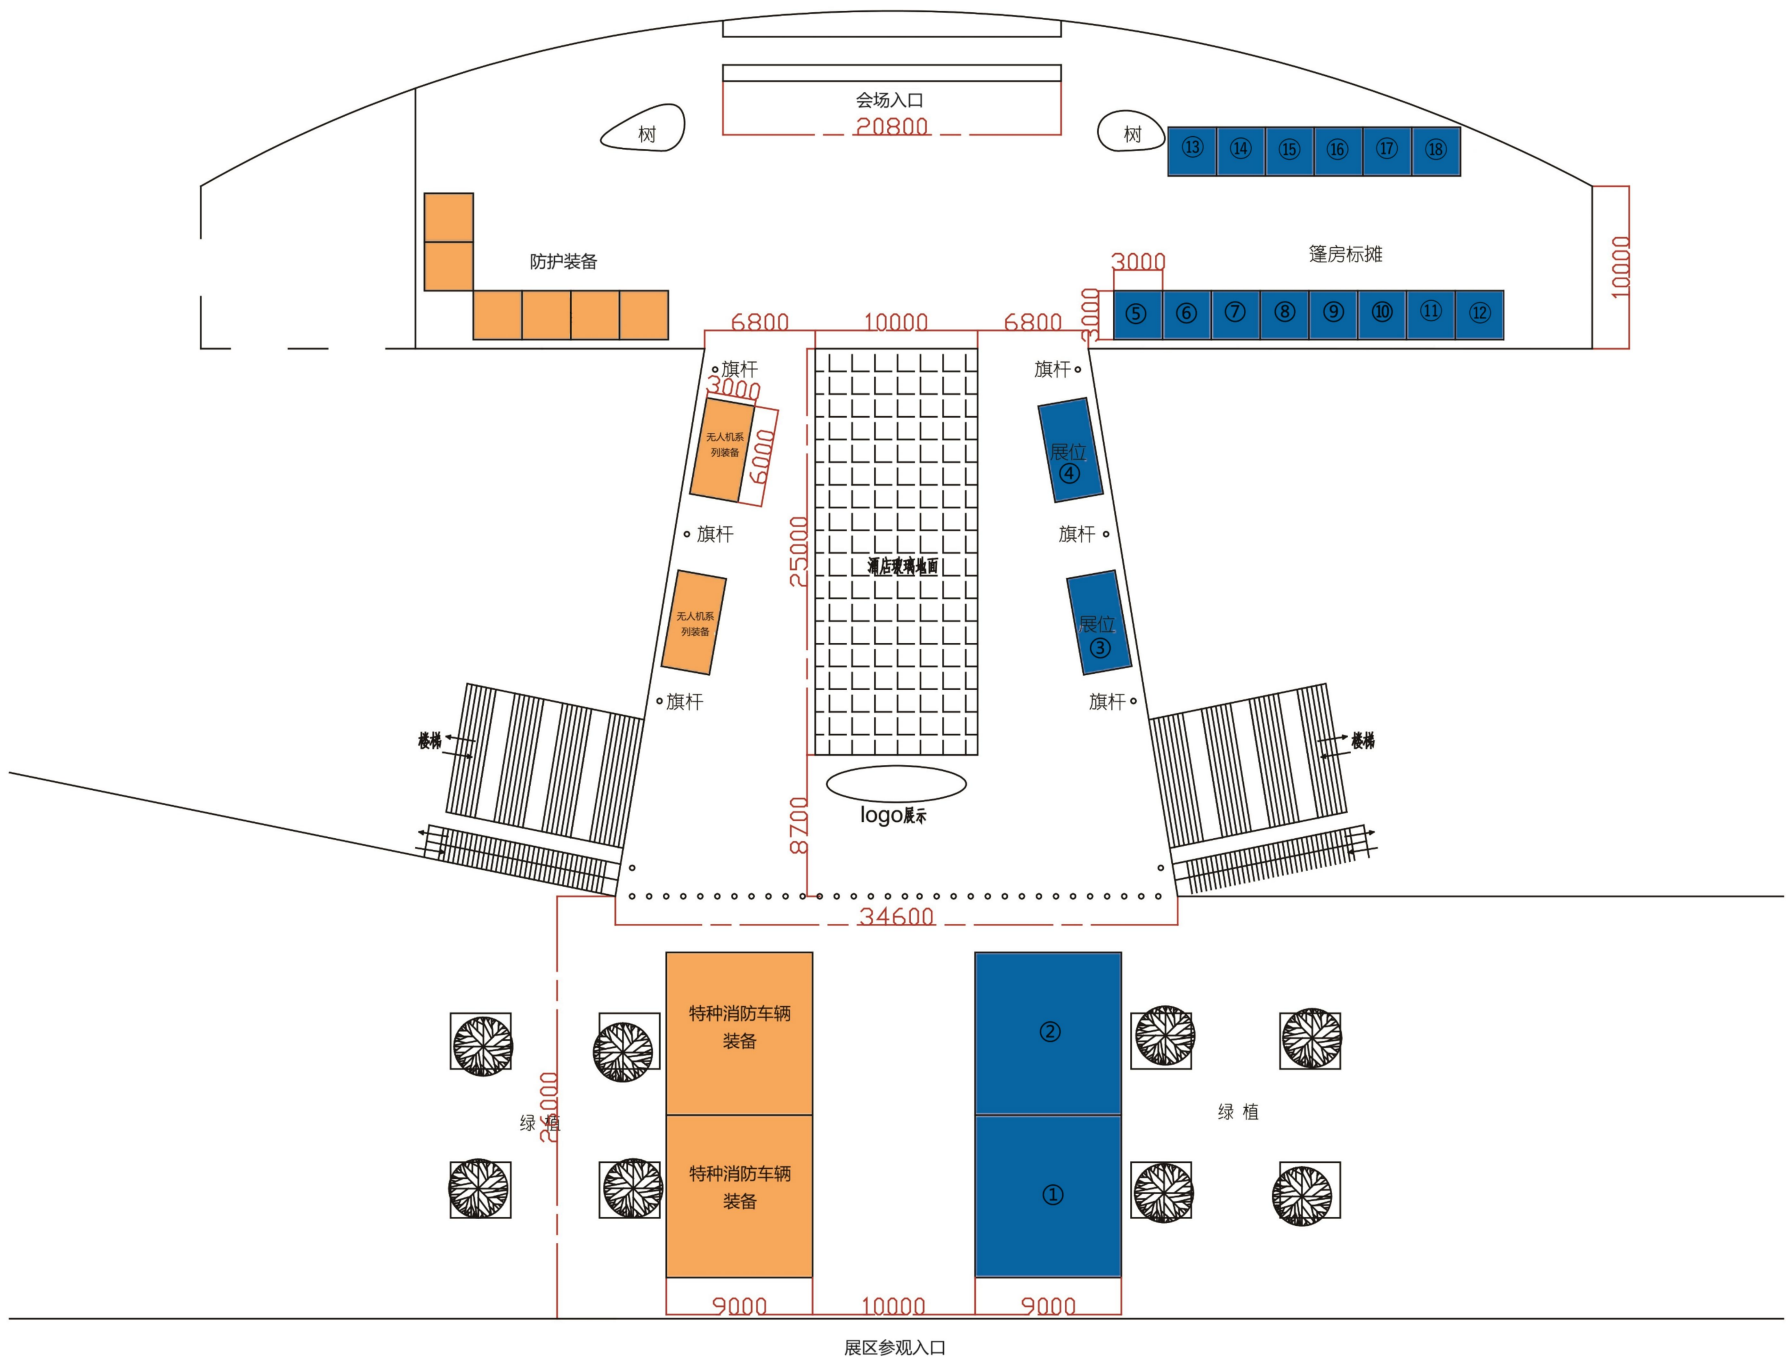 会场入口
20800
树
树
⑬ ⑭ ⑮ ⑯ ⑰ ⑱
防护装备
篷房标摊
10000
3000
3000
⑤ ⑥ ⑦ ⑧ ⑨ ⑩ ⑪ ⑫
6800 10000 6800
旗杆
旗杆
3000
无人机系
列装备
6000
展位
④
旗杆
旗杆
25000
酒店玻璃地面
无人机系
列装备
展位
③
旗杆
旗杆
楼梯
楼梯
logo展示
8700
34600
特种消防车辆
装备
②
26000
绿 植
绿 植
特种消防车辆
装备
①
9000 10000 9000
展区参观入口